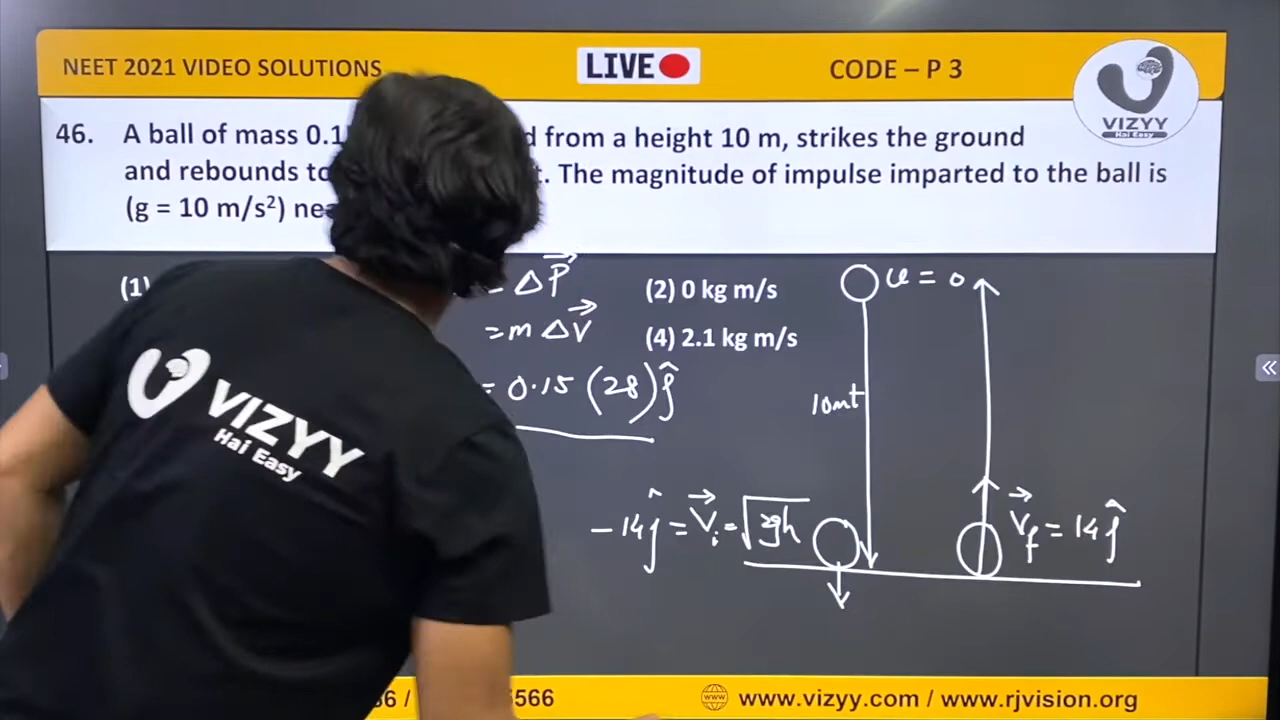 NEET 2021 VIDEO SOLUTIONS
LIVE
CODE – P 3
VIZYY
Hai Easy
46. A ball of mass 0.1 from a height 10 m, strikes the ground
and rebounds to The magnitude of impulse imparted to the ball is
(g = 10 m/s²)
(1)
= ΔP⃗
(2) 0 kg m/s
u = 0
= m ΔV⃗
(4) 2.1 kg m/s
= 0.15 (28) ĵ
10mt
-14ĵ = V⃗i = √2gh
V⃗f = 14ĵ
VIZYY
Hai Easy
5566
www.vizyy.com / www.rjvision.org